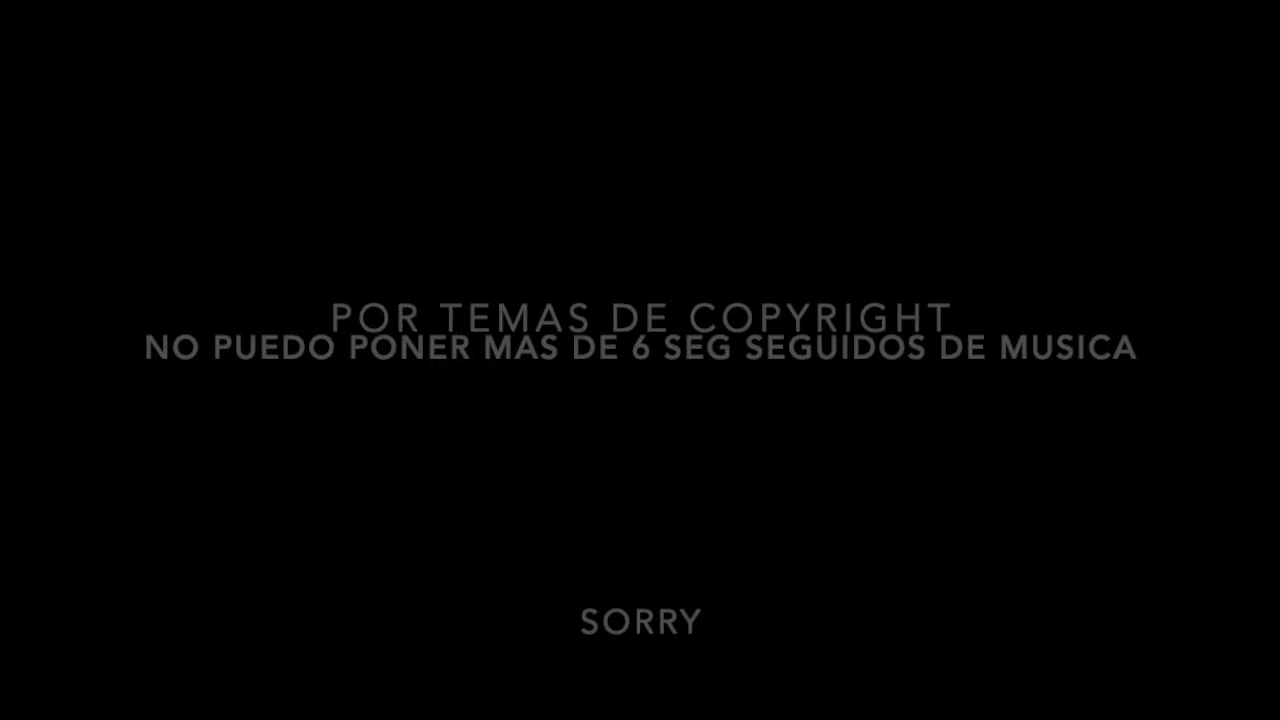 POR TEMAS DE COPYRIGHT
NO PUEDO PONER MAS DE 6 SEG SEGUIDOS DE MUSICA
SORRY